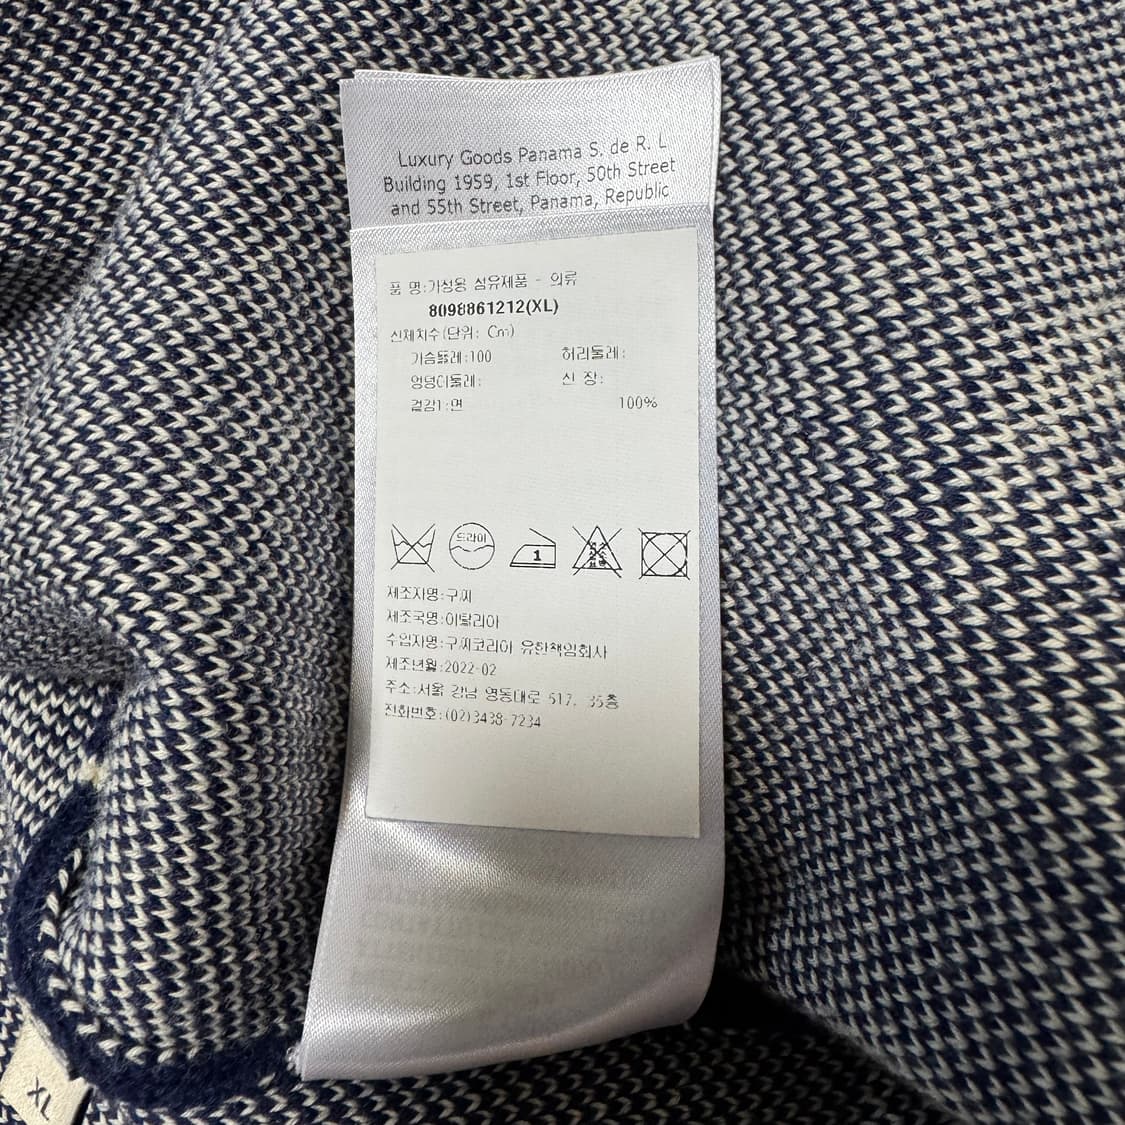 Luxury Goods Panama S. de R. L
Building 1959, 1st Floor, 50th Street
and 55th Street, Panama, Republic
품 명:가정용 섬유제품 - 의류
8098861212(XL)
신체치수(단위: Cm)
가슴둘레:100 허리둘레:
엉덩이둘레: 신 장:
겉감1:면 100%
드라이
1
제조자명:구찌
제조국명:이탈리아
수입자명:구찌코리아 유한책임회사
제조년월:2022-02
주소:서울 강남 영동대로 517, 35층
전화번호:(02)3438-7234
XL